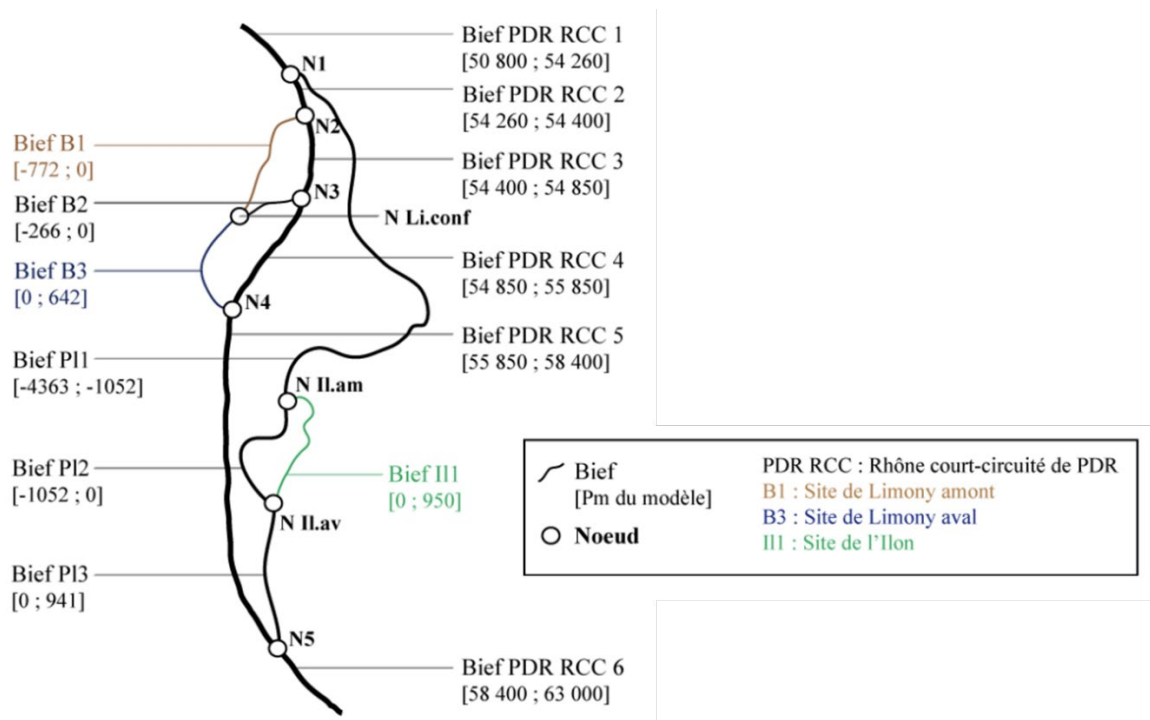 Bief PDR RCC 1
[50 800 ; 54 260]
N1
Bief PDR RCC 2
[54 260 ; 54 400]
N2
Bief B1
[-772 ; 0]
Bief PDR RCC 3
[54 400 ; 54 850]
N3
Bief B2
[-266 ; 0]
N Li.conf
Bief B3
[0 ; 642]
Bief PDR RCC 4
[54 850 ; 55 850]
N4
Bief PDR RCC 5
[55 850 ; 58 400]
Bief Pl1
[-4363 ; -1052]
N Il.am
Bief Pl2
[-1052 ; 0]
Bief Il1
[0 ; 950]
N Il.av
Bief Pl3
[0 ; 941]
N5
Bief PDR RCC 6
[58 400 ; 63 000]
Bief
[Pm du modèle]
Noeud
PDR RCC : Rhône court-circuité de PDR
B1 : Site de Limony amont
B3 : Site de Limony aval
Il1 : Site de l'Ilon